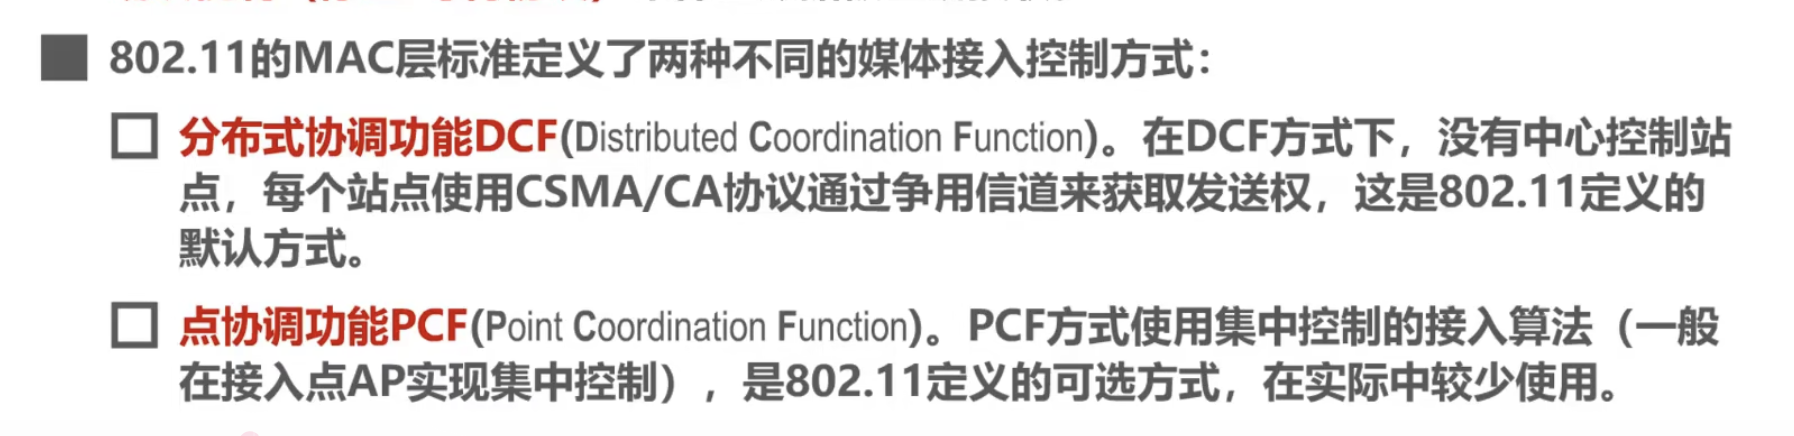 802.11的MAC层标准定义了两种不同的媒体接入控制方式：
分布式协调功能DCF(Distributed Coordination Function)。在DCF方式下，没有中心控制站
点，每个站点使用CSMA/CA协议通过争用信道来获取发送权，这是802.11定义的
默认方式。
点协调功能PCF(Point Coordination Function)。PCF方式使用集中控制的接入算法（一般
在接入点AP实现集中控制），是802.11定义的可选方式，在实际中较少使用。